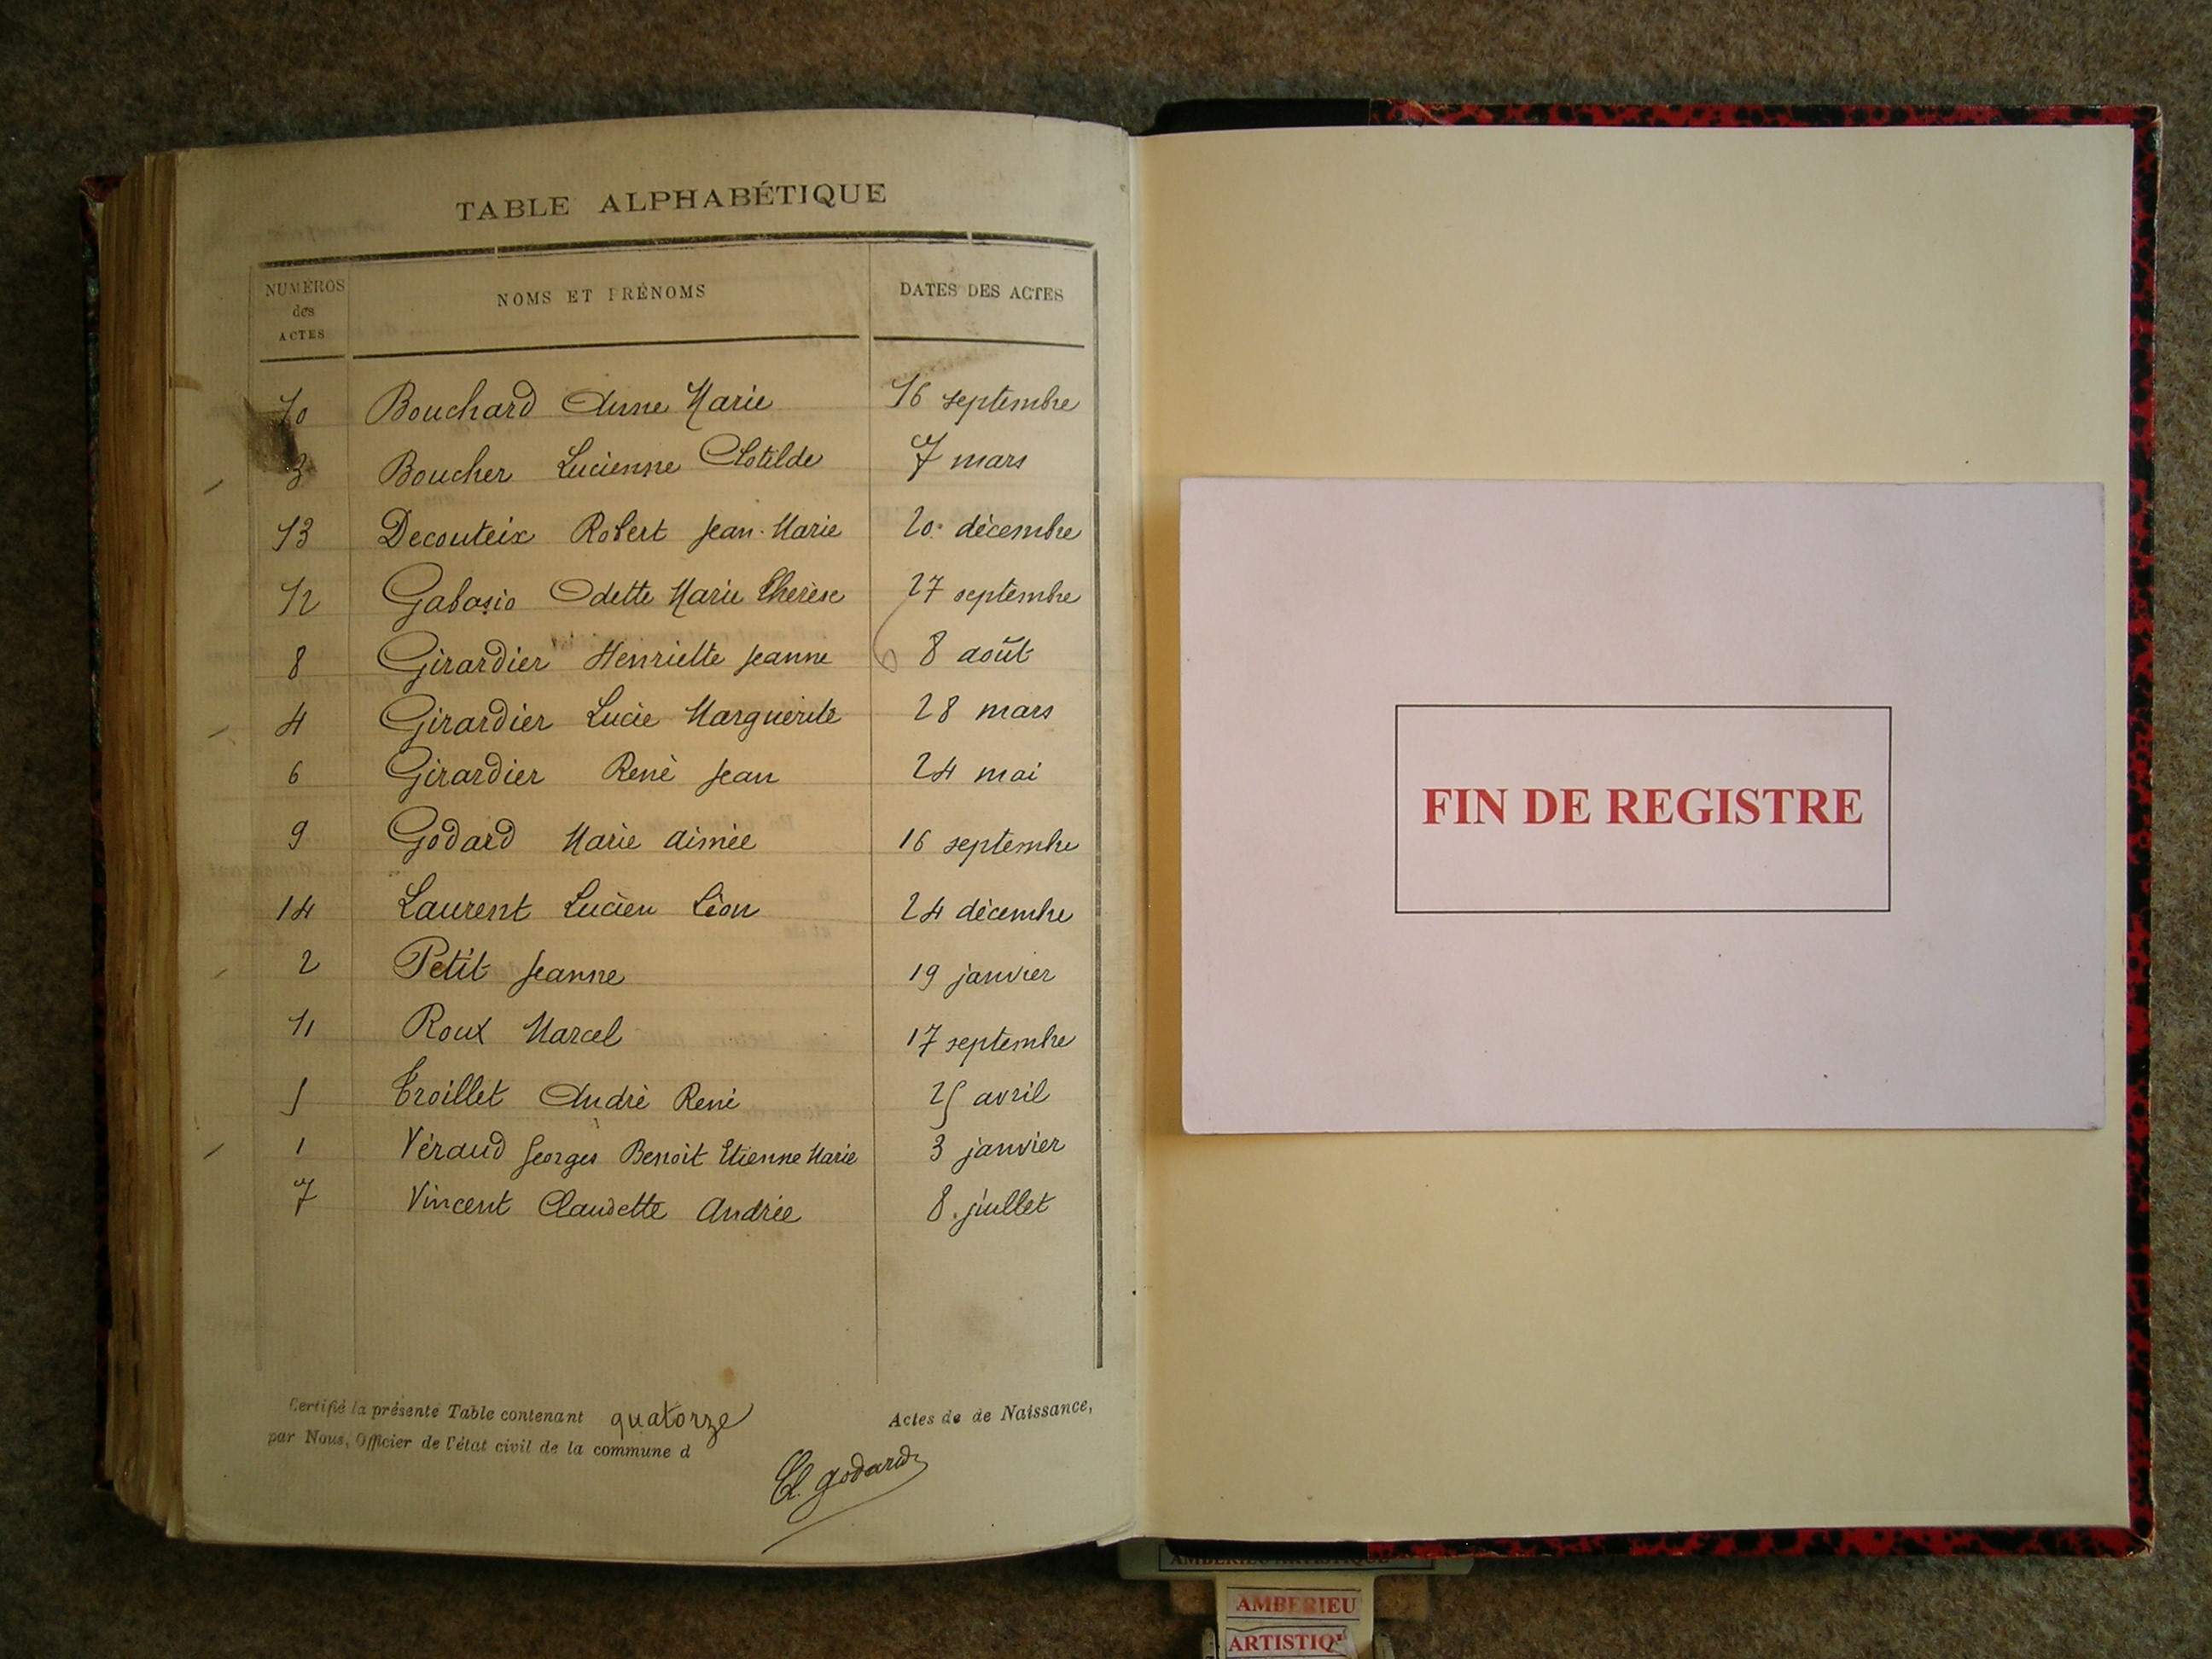 TABLE ALPHABÉTIQUE
NUMÉROS des ACTES NOMS ET PRÉNOMS DATES DES ACTES
10 Bouchard Anne Marie 16 septembre
3 Boucher Lucienne Clotilde 7 mars
13 Decouteix Robert Jean-Marie 20 décembre
12 Gabasio Odette Marie Thérèse 27 septembre
8 Girardier Henriette Jeanne 8 août
4 Girardier Lucie Marguerite 28 mars
6 Girardier René Jean 24 mai
9 Godard Marie Aimée 16 septembre
14 Laurent Lucien Léon 24 décembre
2 Petit Jeanne 19 janvier
11 Roux Marcel 17 septembre
5 Troillet André René 25 avril
1 Véraud Georges Benoit Etienne Marie 3 janvier
7 Vincent Claudette Andrée 8 juillet
Certifié la présente Table contenant quatorze Actes de de Naissance,
par Nous, Officier de l'état civil de la commune d
Cl. Godard
FIN DE REGISTRE
AMBERIEU ARTISTIQUE
AMBERIEU
ARTISTIQ